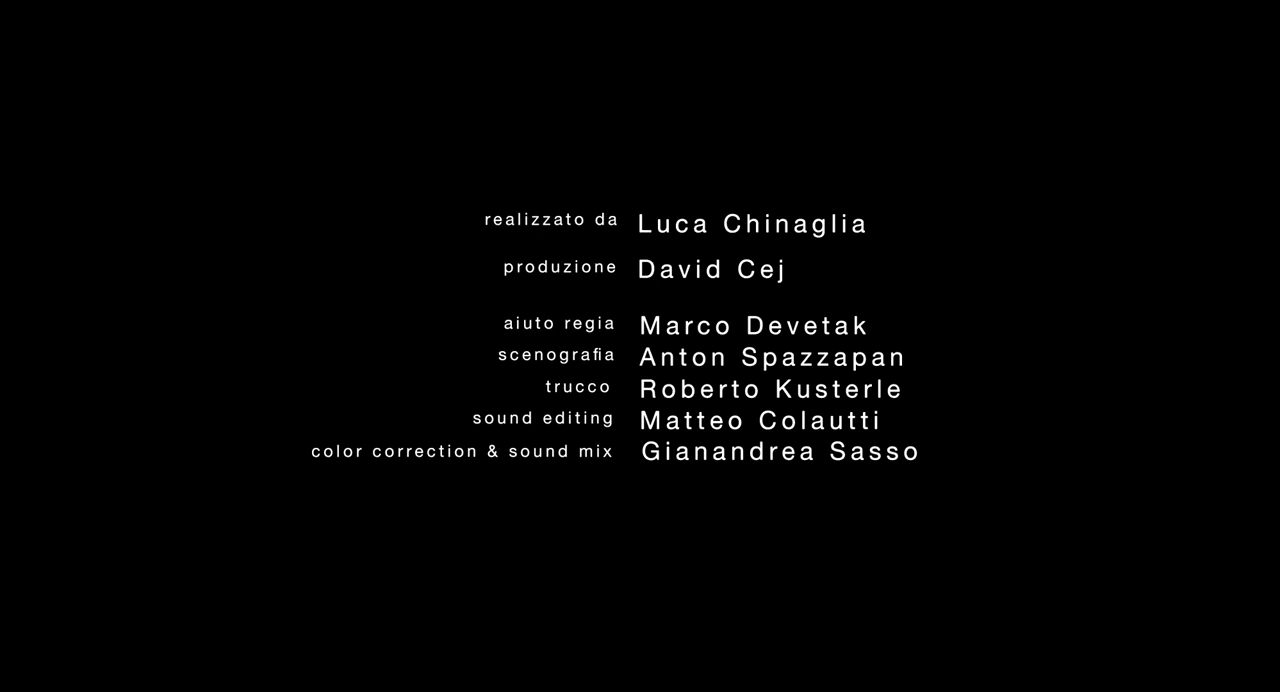 realizzato da Luca Chinaglia
produzione David Cej
aiuto regia Marco Devetak
scenografia Anton Spazzapan
trucco Roberto Kusterle
sound editing Matteo Colautti
color correction & sound mix Gianandrea Sasso